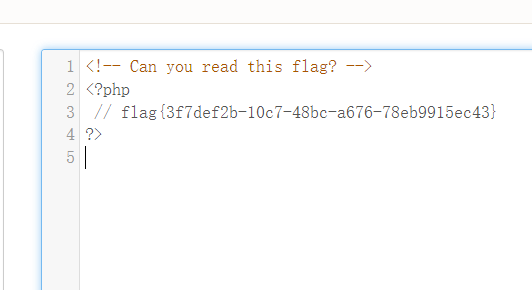 1 <!-- Can you read this flag? -->
2 <?php
3 // flag{3f7def2b-10c7-48bc-a676-78eb9915ec43}
4 ?>
5